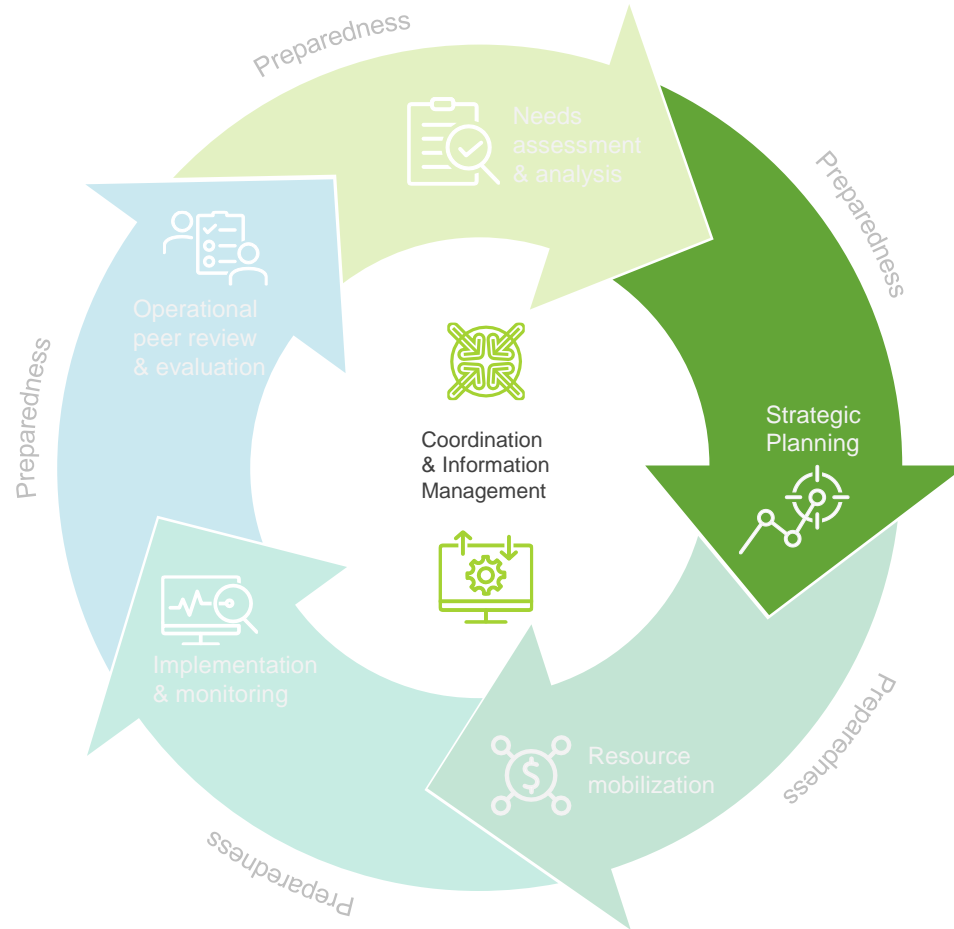 Preparedness
Needs
assessment
& analysis
Preparedness
Strategic
Planning
Preparedness
Resource
mobilization
$
Preparedness
Implementation
& monitoring
Preparedness
Operational
peer review
& evaluation
Coordination
& Information
Management